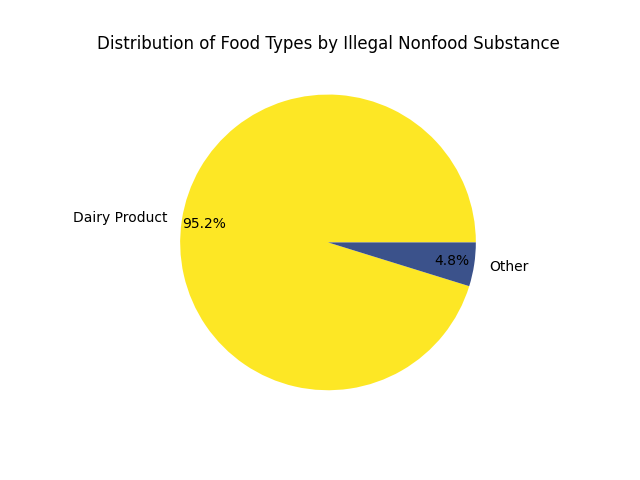 Distribution of Food Types by Illegal Nonfood Substance
Dairy Product
95.2%
4.8%
Other